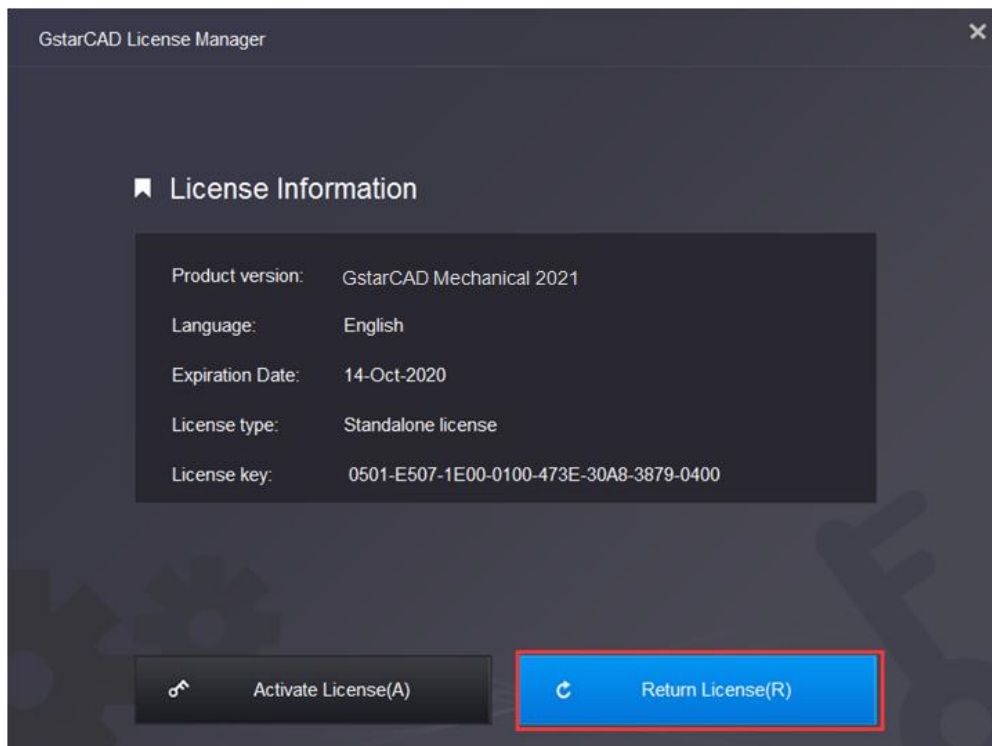 GstarCAD License Manager
License Information
Product version: GstarCAD Mechanical 2021
Language: English
Expiration Date: 14-Oct-2020
License type: Standalone license
License key: 0501-E507-1E00-0100-473E-30A8-3879-0400
Activate License(A)
Return License(R)